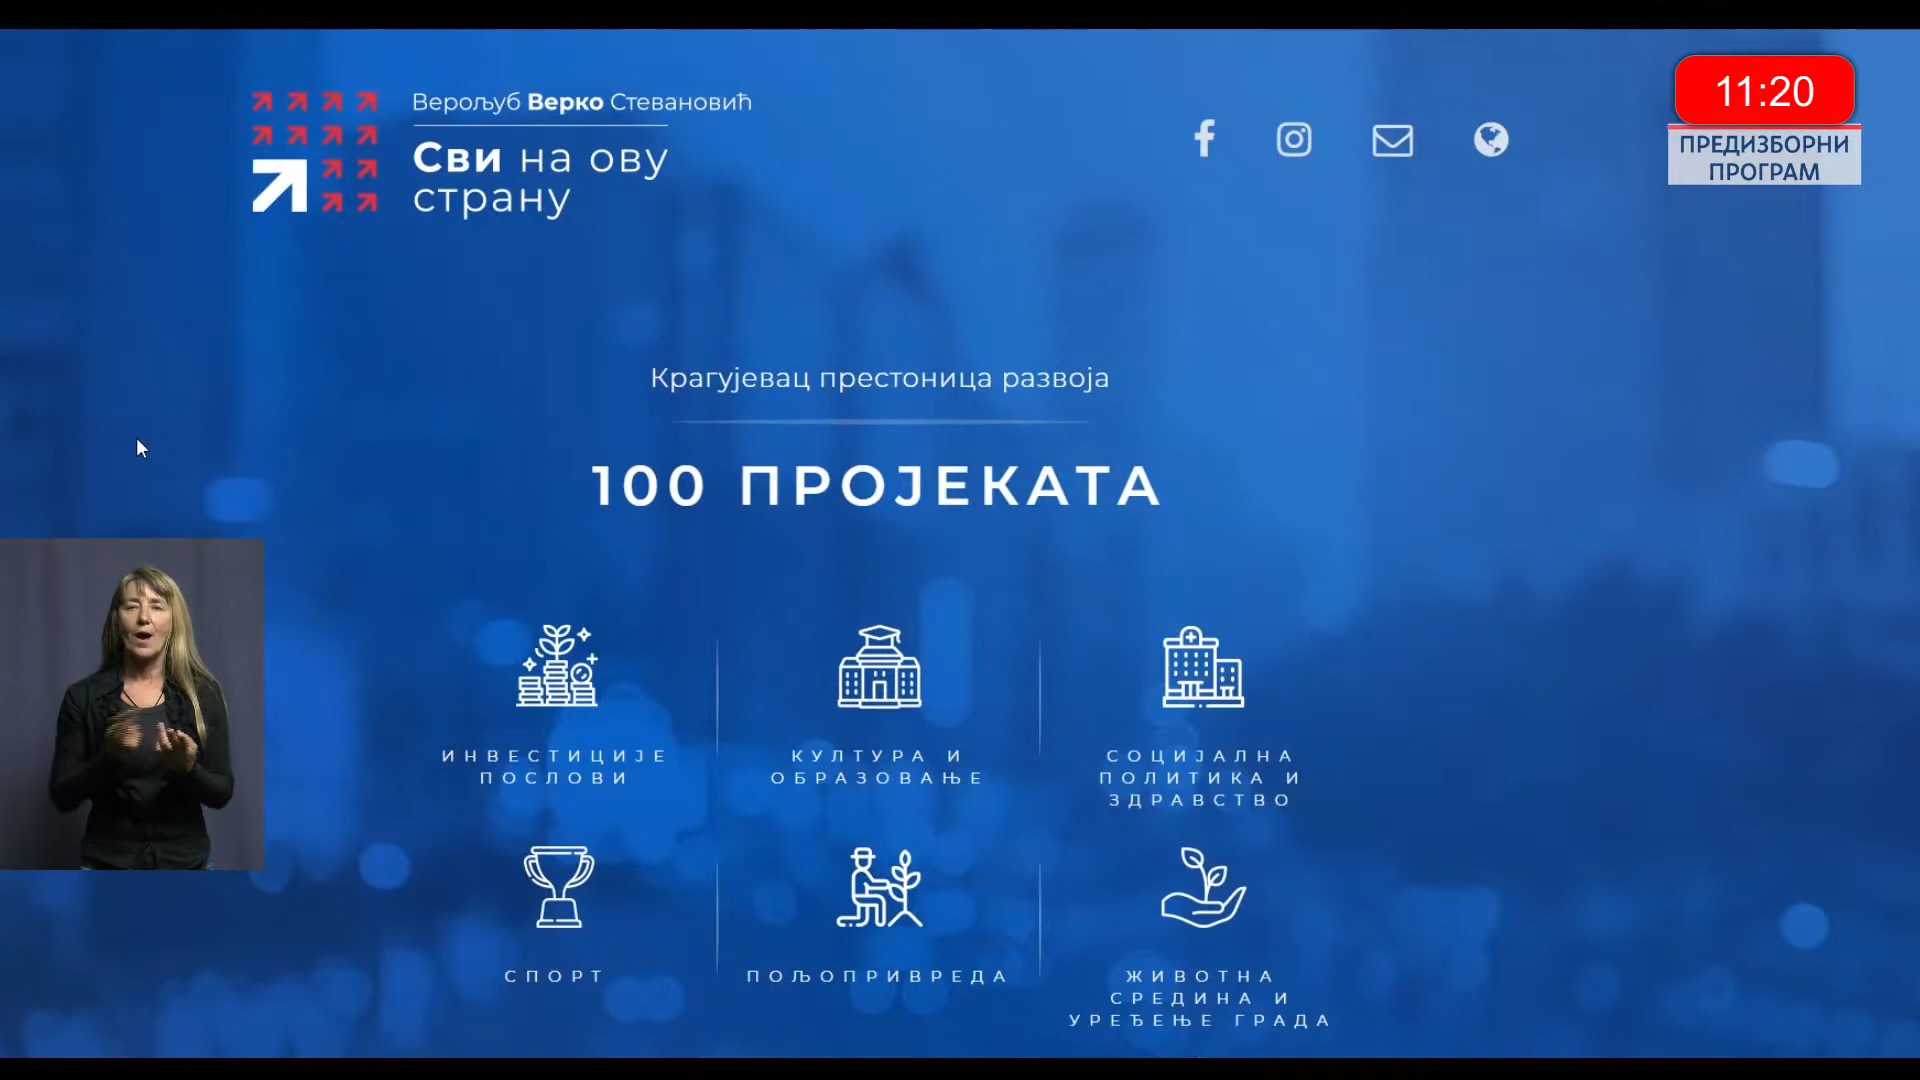 Верољуб Верко Стевановић
Сви на ову
страну
11:20
ПРЕДИЗБОРНИ
ПРОГРАМ
Крагујевац престоница развоја
100 ПРОЈЕКАТА
ИНВЕСТИЦИЈЕ
ПОСЛОВИ
КУЛТУРА И
ОБРАЗОВАЊЕ
СОЦИЈАЛНА
ПОЛИТИКА И
ЗДРАВСТВО
СПОРТ
ПОЉОПРИВРЕДА
ЖИВОТНА
СРЕДИНА И
УРЕЂЕЊЕ ГРАДА